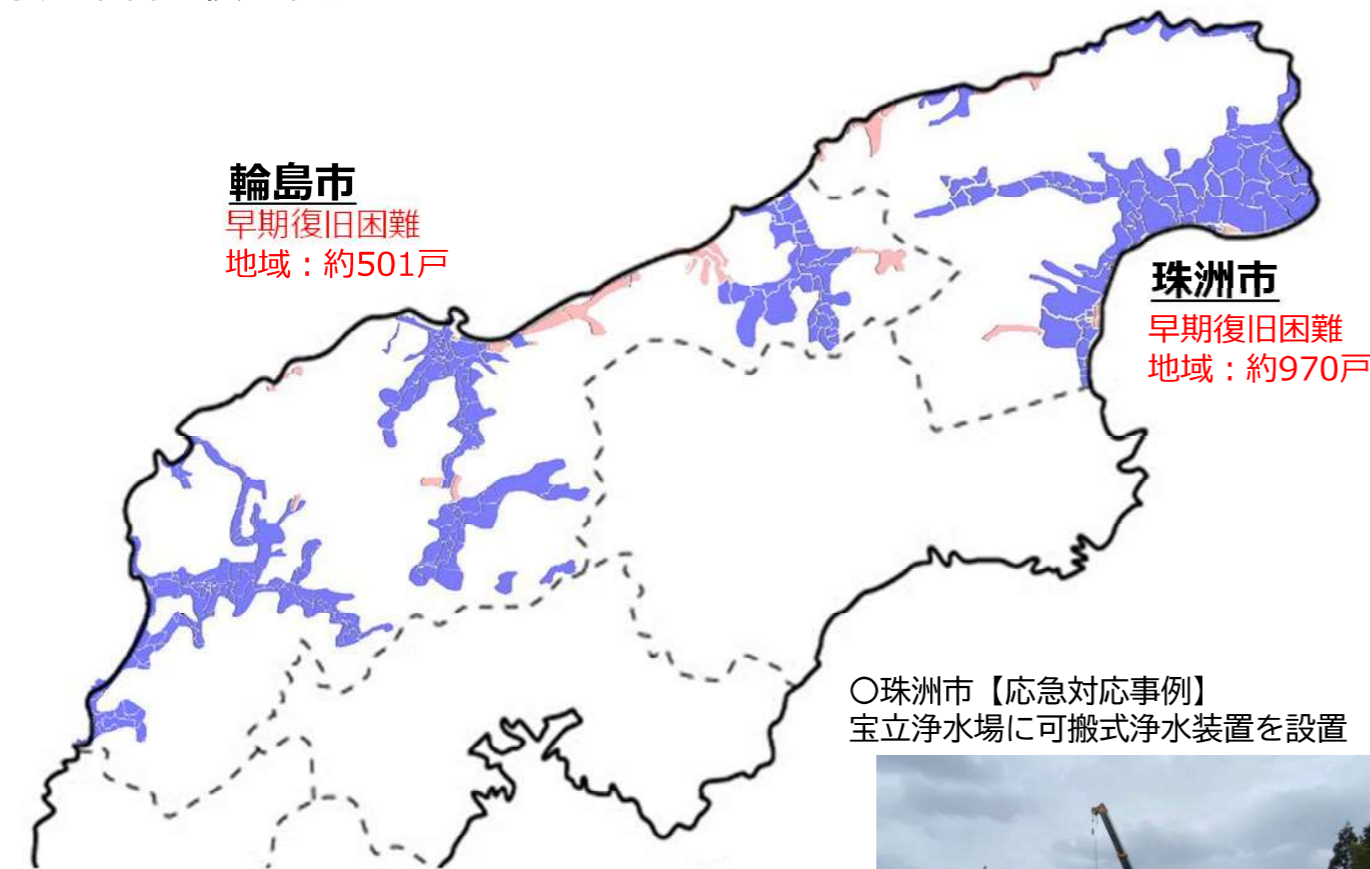 輪島市
早期復旧困難
地域：約501戸
珠洲市
早期復旧困難
地域：約970戸
〇珠洲市【応急対応事例】
宝立浄水場に可搬式浄水装置を設置